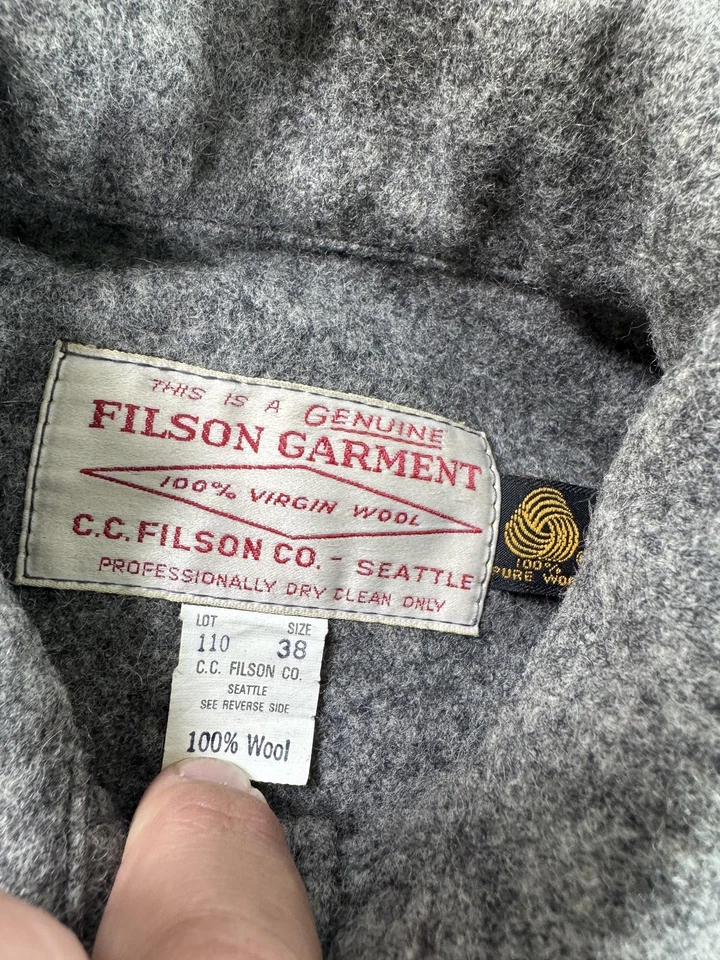 THIS IS A GENUINE
FILSON GARMENT
100% VIRGIN WOOL
C.C. FILSON CO. - SEATTLE
PROFESSIONALLY DRY CLEAN ONLY
100%
PURE
LOT SIZE
110 38
C.C. FILSON CO.
SEATTLE
SEE REVERSE SIDE
100% Wool